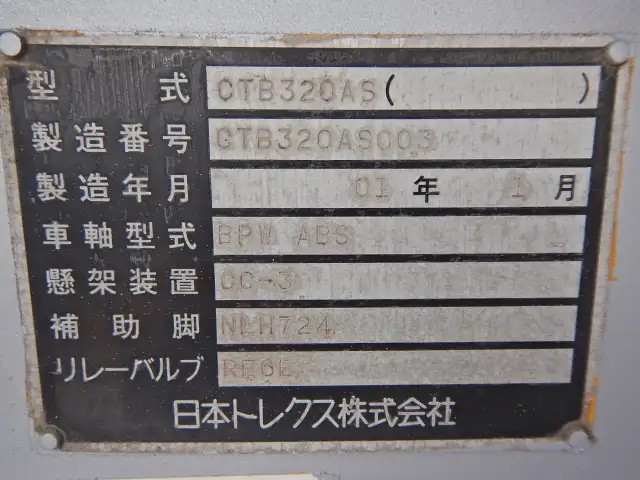 型式 CTB320AS( )
製造番号 CTB320AS003
製造年月 01年 1月
車軸型式 BPW ABS
懸架装置 CC-3
補助脚 NLH724
リレーバルブ RE6E
日本トレクス株式会社